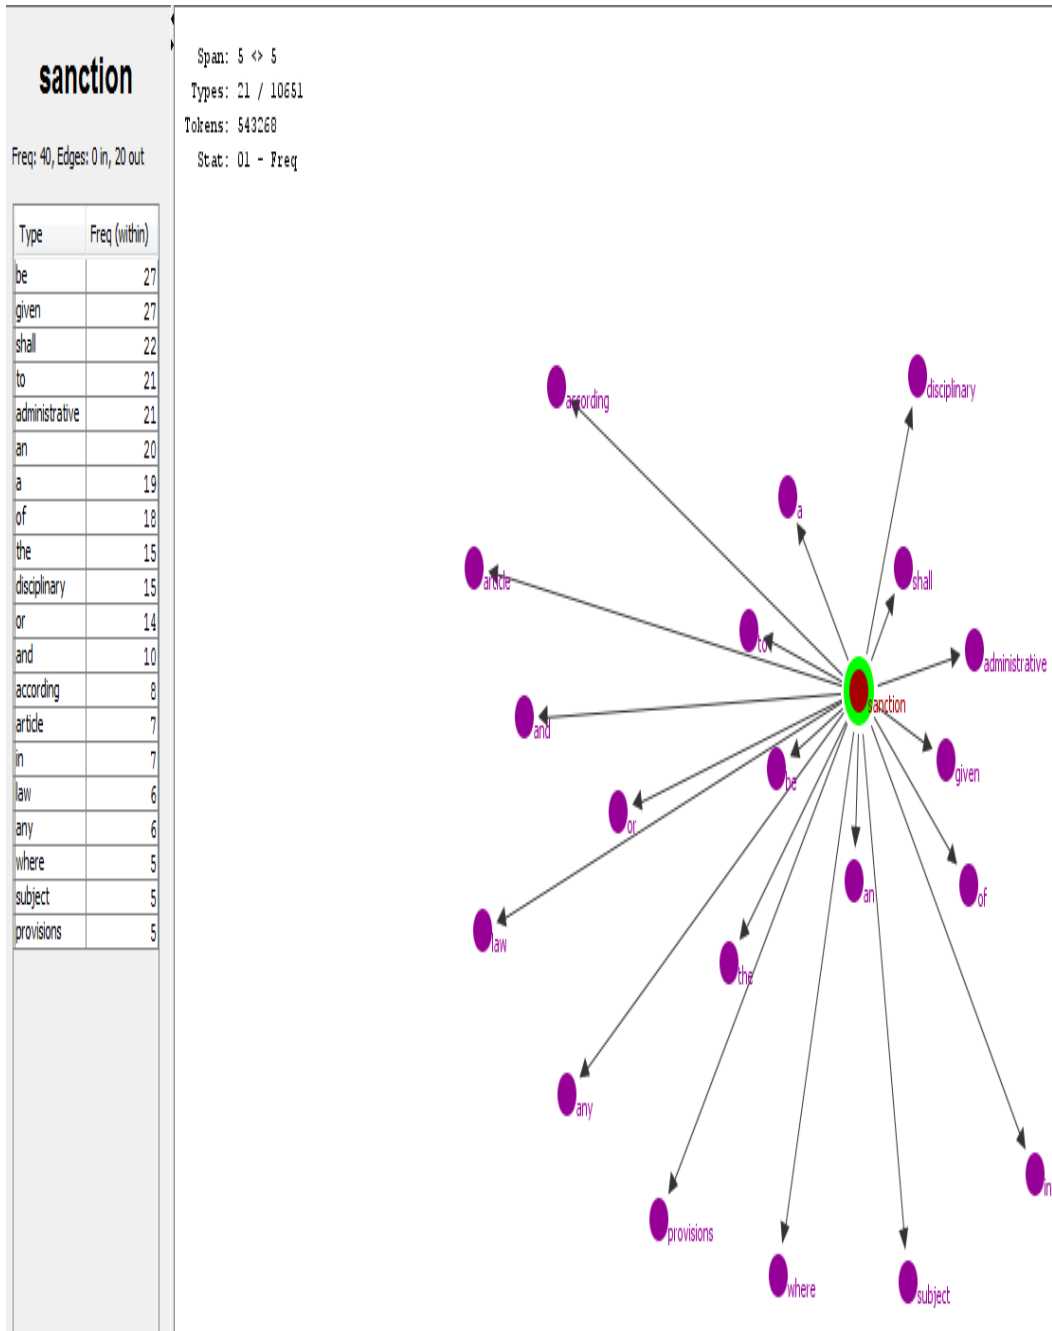 sanction
Freq: 40, Edges: 0 in, 20 out
Type Freq (within)
be 27
given 27
shall 22
to 21
administrative 21
an 20
a 19
of 18
the 15
disciplinary 15
or 14
and 10
according 8
article 7
in 7
law 6
any 6
where 5
subject 5
provisions 5
Span: 5 <> 5
Types: 21 / 10651
Tokens: 543268
Stat: 01 - Freq
disciplinary
according
a
article
shall
to
administrative
sanction
and
given
be
or
an
of
law
the
any
in
provisions
where
subject